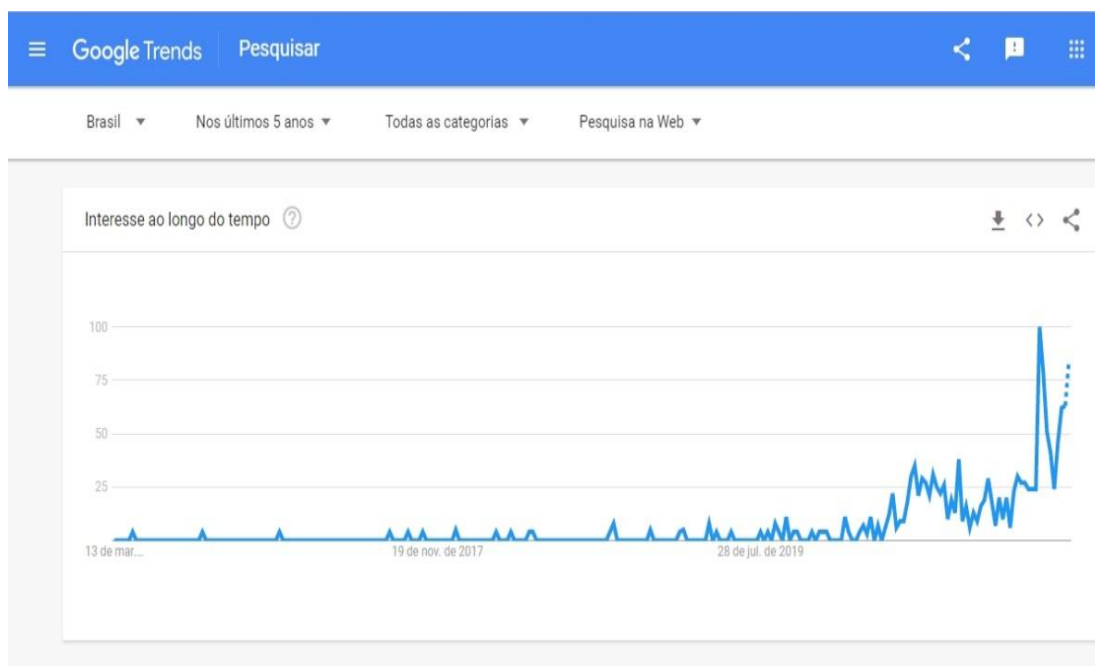 Google Trends Pesquisar
Brasil Nos últimos 5 anos Todas as categorias Pesquisa na Web
Interesse ao longo do tempo ?
100
75
50
25
13 de mar... 19 de nov. de 2017 28 de jul. de 2019